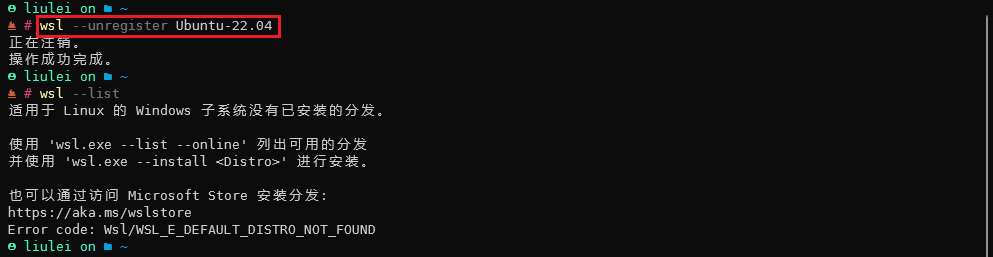 liulei on ~
# wsl --unregister Ubuntu-22.04
正在注销。
操作成功完成。
liulei on ~
# wsl --list
适用于 Linux 的 Windows 子系统没有已安装的分发。
使用 'wsl.exe --list --online' 列出可用的分发
并使用 'wsl.exe --install <Distro>' 进行安装。
也可以通过访问 Microsoft Store 安装分发:
https://aka.ms/wslstore
Error code: Wsl/WSL_E_DEFAULT_DISTRO_NOT_FOUND
liulei on ~